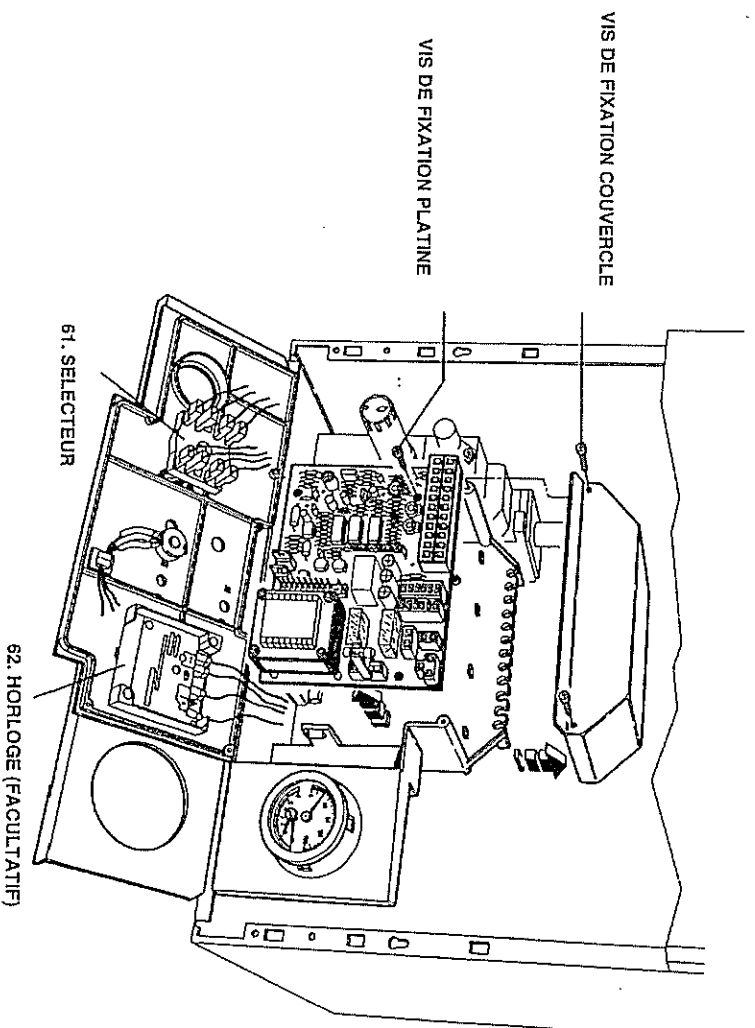 VIS DE FIXATION COUVERCLE
VIS DE FIXATION PLATINE
61. SELECTEUR
62. HORLOGE (FACULTATIF)